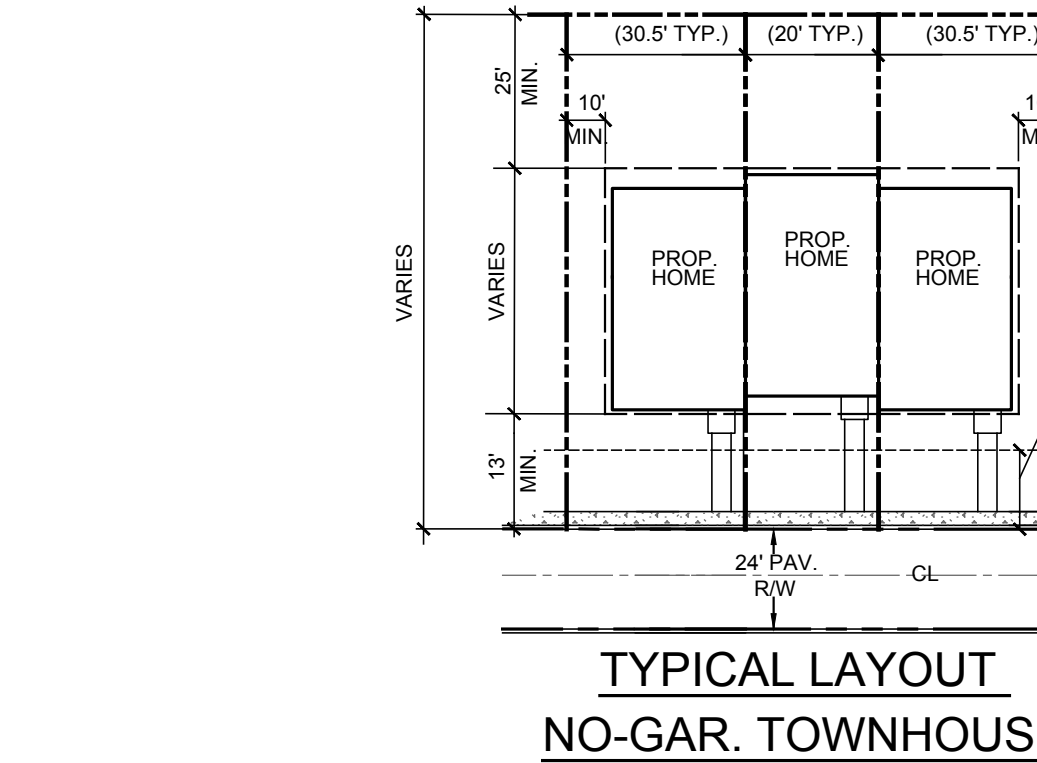 (30.5' TYP.)
(20' TYP.)
(30.5' TYP.)
25'
MIN.
10'
MIN.
VARIES
VARIES
PROP.
HOME
PROP.
HOME
PROP.
HOME
13'
MIN.
24' PAV.
R/W
CL
TYPICAL LAYOUT
NO-GAR. TOWNHOUS